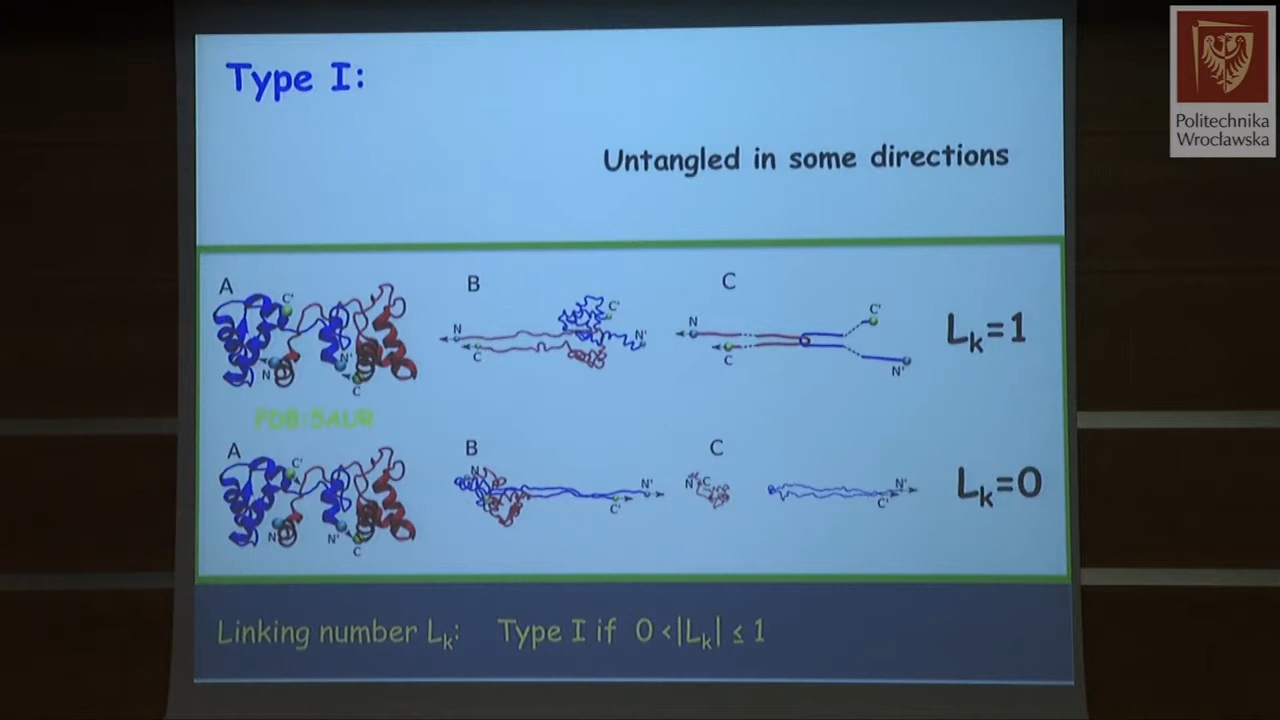 Type I:
Politechnika
Wrocławska
Untangled in some directions
A
B
C
C'
N
C
N'
N
C
C'
N'
N
C
C'
N'
Lk=1
PDB:5AUR
A
B
C
C'
N
N'
C
N
N'
C'
N
C
N'
C'
Lk=0
Linking number Lk: Type I if 0 <|Lk| ≤ 1